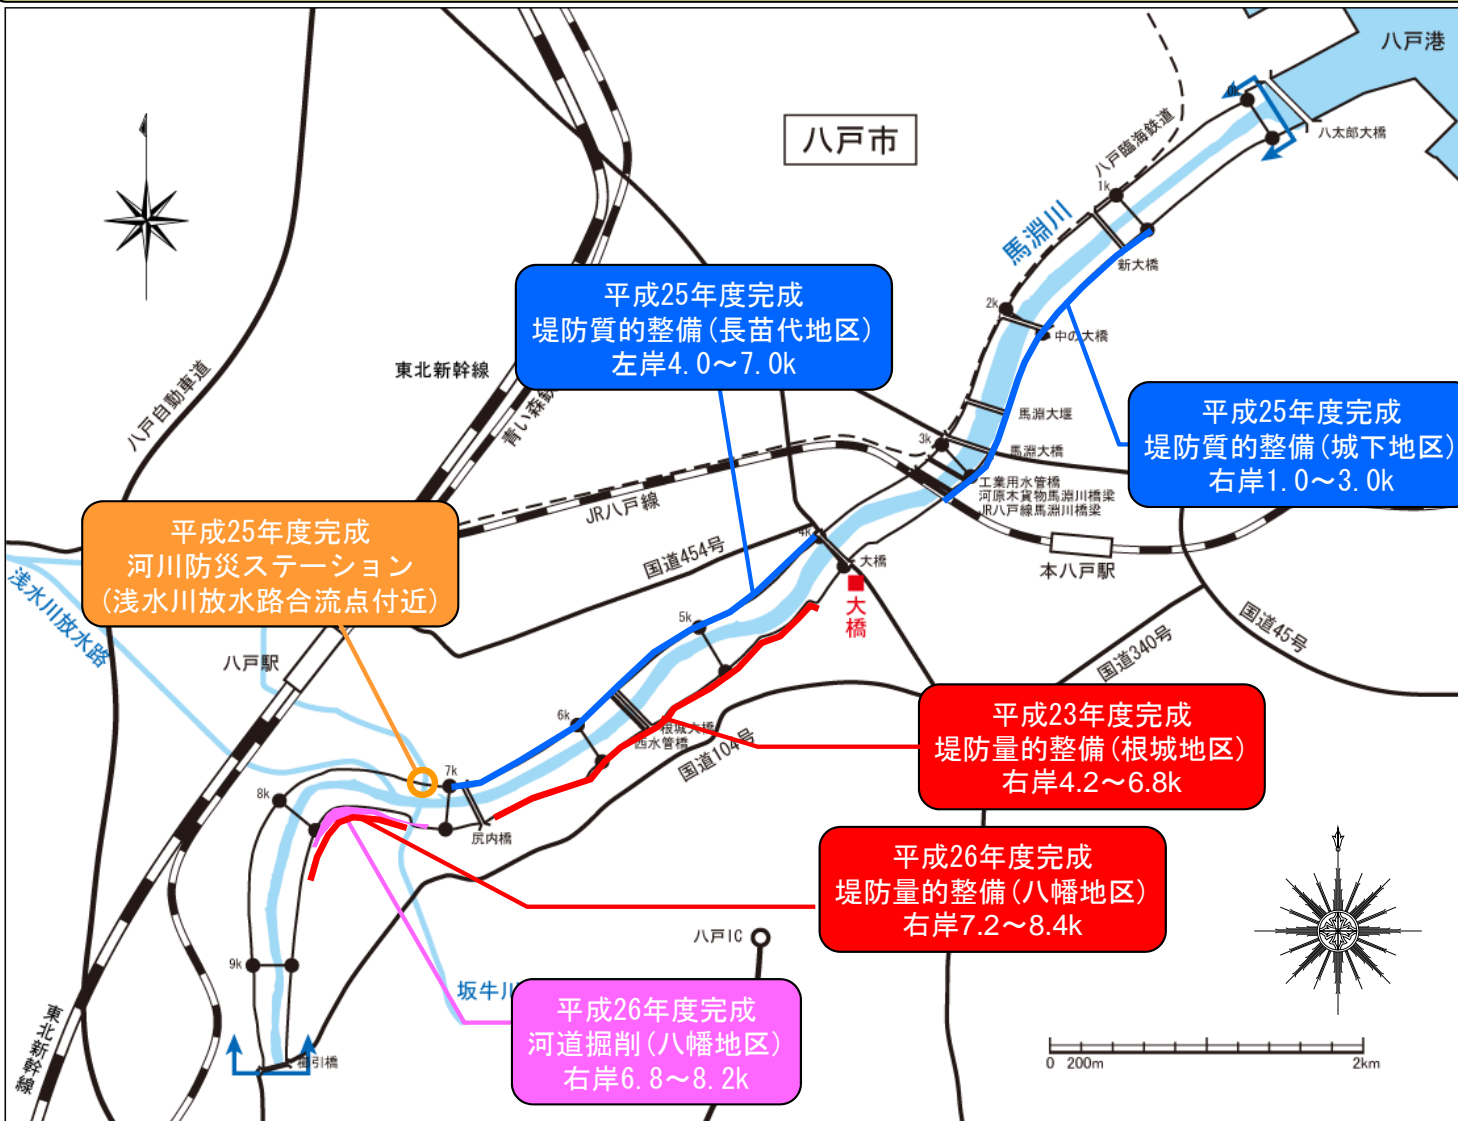 八戸港
0k
八太郎大橋
八戸市
八戸臨海鉄道
1k
馬淵川
新大橋
2k
中の大橋
平成25年度完成
堤防質的整備(長苗代地区)
左岸4.0～7.0k
東北新幹線
八戸自動車道
青い森鉄
馬淵大堰
3k
馬淵大橋
平成25年度完成
堤防質的整備(城下地区)
右岸1.0～3.0k
工業用水管橋
河原木貨物馬淵川橋梁
JR八戸線馬淵川橋梁
JR八戸線
平成25年度完成
河川防災ステーション
(浅水川放水路合流点付近)
4k
国道454号
大橋
本八戸駅
浅水川放水路
大橋
5k
国道45号
国道340号
八戸駅
6k
根城大橋
西水管橋
国道104号
平成23年度完成
堤防量的整備(根城地区)
右岸4.2～6.8k
7k
8k
尻内橋
平成26年度完成
堤防量的整備(八幡地区)
右岸7.2～8.4k
八戸IC
9k
坂牛川
平成26年度完成
河道掘削(八幡地区)
右岸6.8～8.2k
東北新幹線
櫛引橋
0 200m 2km